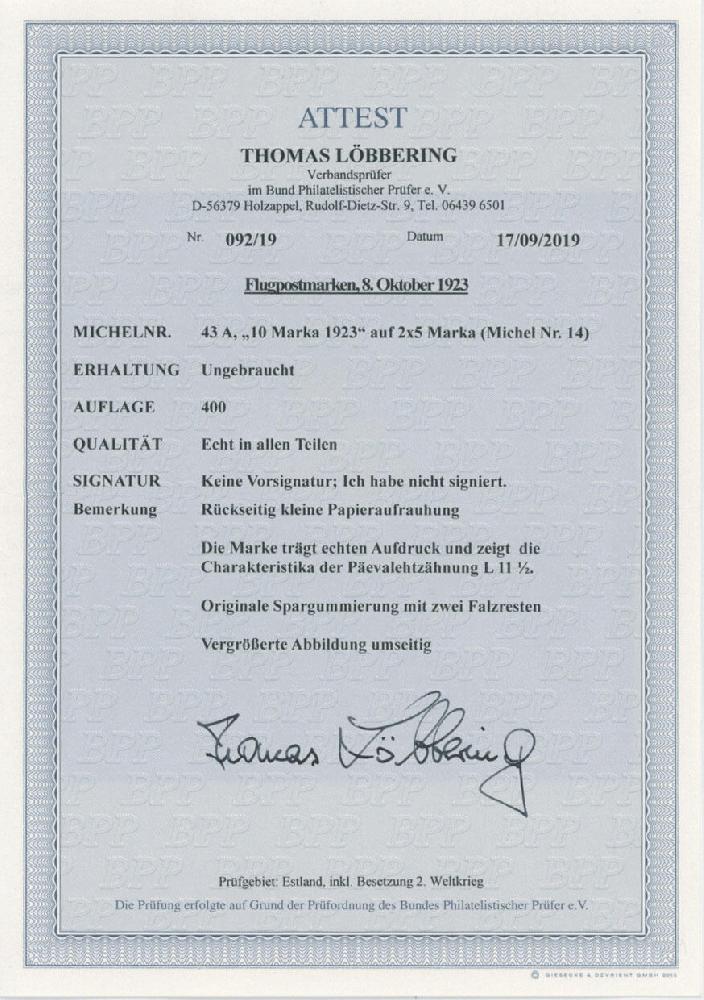 ATTEST
THOMAS LÖBBERING
Verbandsprüfer
im Bund Philatelistischer Prüfer e. V.
D-56379 Holzappel, Rudolf-Dietz-Str. 9, Tel. 06439 6501
Nr. 092/19 Datum 17/09/2019
Flugpostmarken, 8. Oktober 1923
MICHELNR. 43 A, „10 Marka 1923“ auf 2x5 Marka (Michel Nr. 14)
ERHALTUNG Ungebraucht
AUFLAGE 400
QUALITÄT Echt in allen Teilen
SIGNATUR Keine Vorsignatur; Ich habe nicht signiert.
Bemerkung Rückseitig kleine Papieraufrauhung
Die Marke trägt echten Aufdruck und zeigt die
Charakteristika der Päevalehtzähnung L 11 ½.
Originale Spargummierung mit zwei Falzresten
Vergrößerte Abbildung umseitig
Thomas Löbbering
Prüfgebiet: Estland, inkl. Besetzung 2. Weltkrieg
Die Prüfung erfolgte auf Grund der Prüfordnung des Bundes Philatelistischer Prüfer e.V.
© GIESECKE & DEVRIENT GMBH